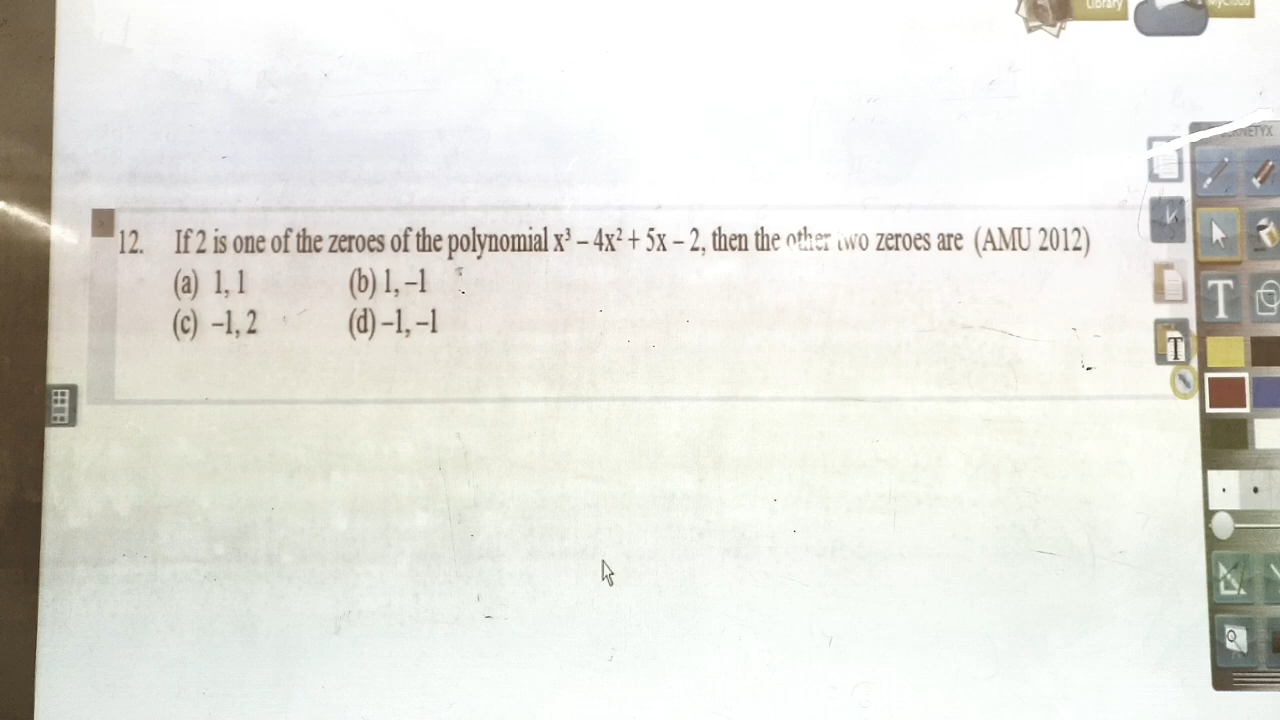 Library
12. If 2 is one of the zeroes of the polynomial x³ – 4x² + 5x – 2, then the other two zeroes are (AMU 2012)
(a) 1, 1 (b) 1, –1
(c) –1, 2 (d) –1, –1
T
T